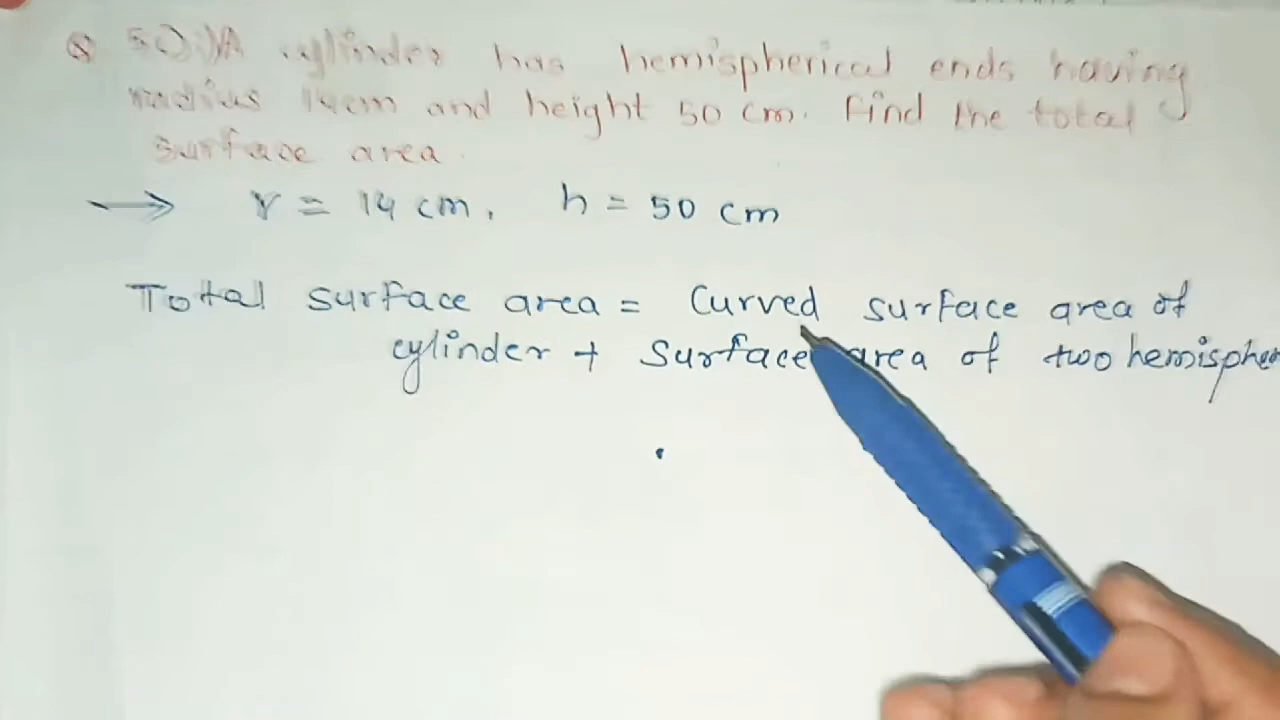 Q 50.)A cylinder has hemispherical ends having
radius 14cm and height 50 cm. Find the total
surface area.
→ r = 14 cm, h = 50 cm
Total surface area = Curved surface area of
cylinder + Surface area of two hemisphe